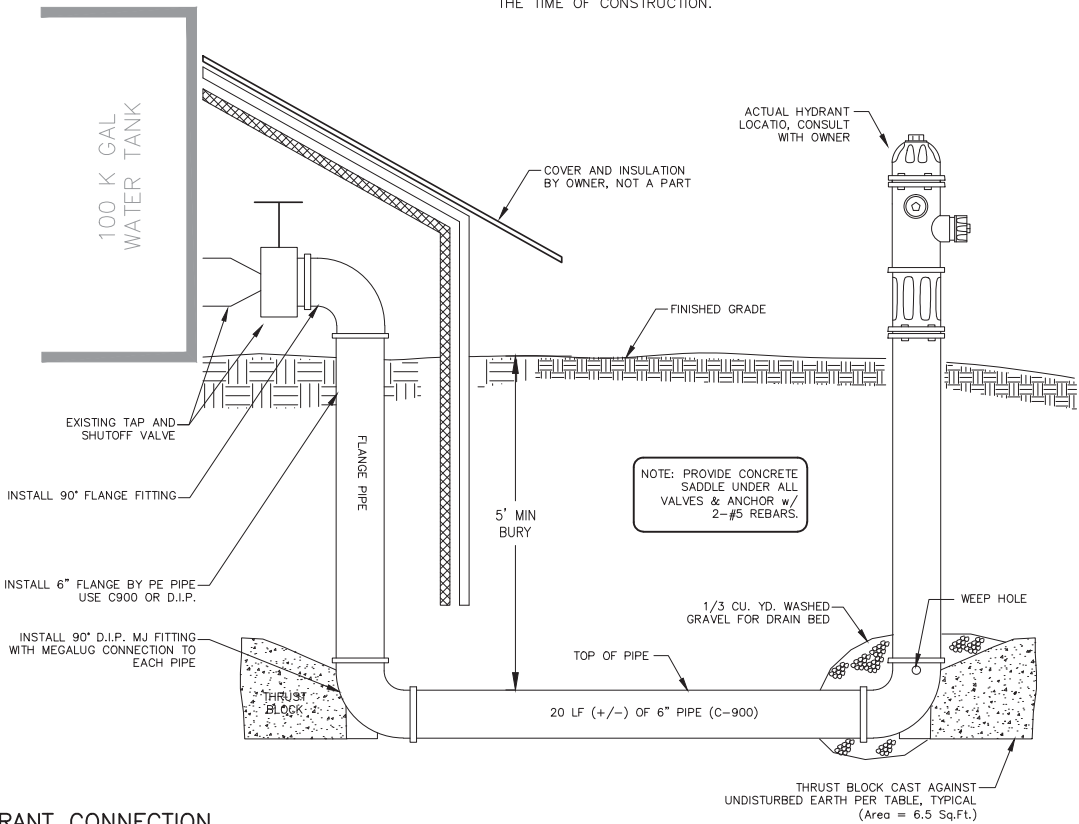 THE TIME OF CONSTRUCTION.
100 K GAL
WATER TANK
ACTUAL HYDRANT
LOCATIO, CONSULT
WITH OWNER
COVER AND INSULATION
BY OWNER, NOT A PART
FINISHED GRADE
EXISTING TAP AND
SHUTOFF VALVE
FLANGE PIPE
INSTALL 90° FLANGE FITTING
5' MIN
BURY
NOTE: PROVIDE CONCRETE
SADDLE UNDER ALL
VALVES & ANCHOR w/
2-#5 REBARS.
INSTALL 6" FLANGE BY PE PIPE
USE C900 OR D.I.P.
1/3 CU. YD. WASHED
GRAVEL FOR DRAIN BED
WEEP HOLE
INSTALL 90° D.I.P. MJ FITTING
WITH MEGALUG CONNECTION TO
EACH PIPE
TOP OF PIPE
THRUST
BLOCK
20 LF (+/-) OF 6" PIPE (C-900)
THRUST BLOCK CAST AGAINST
UNDISTURBED EARTH PER TABLE, TYPICAL
(Area = 6.5 Sq.Ft.)
RANT CONNECTION